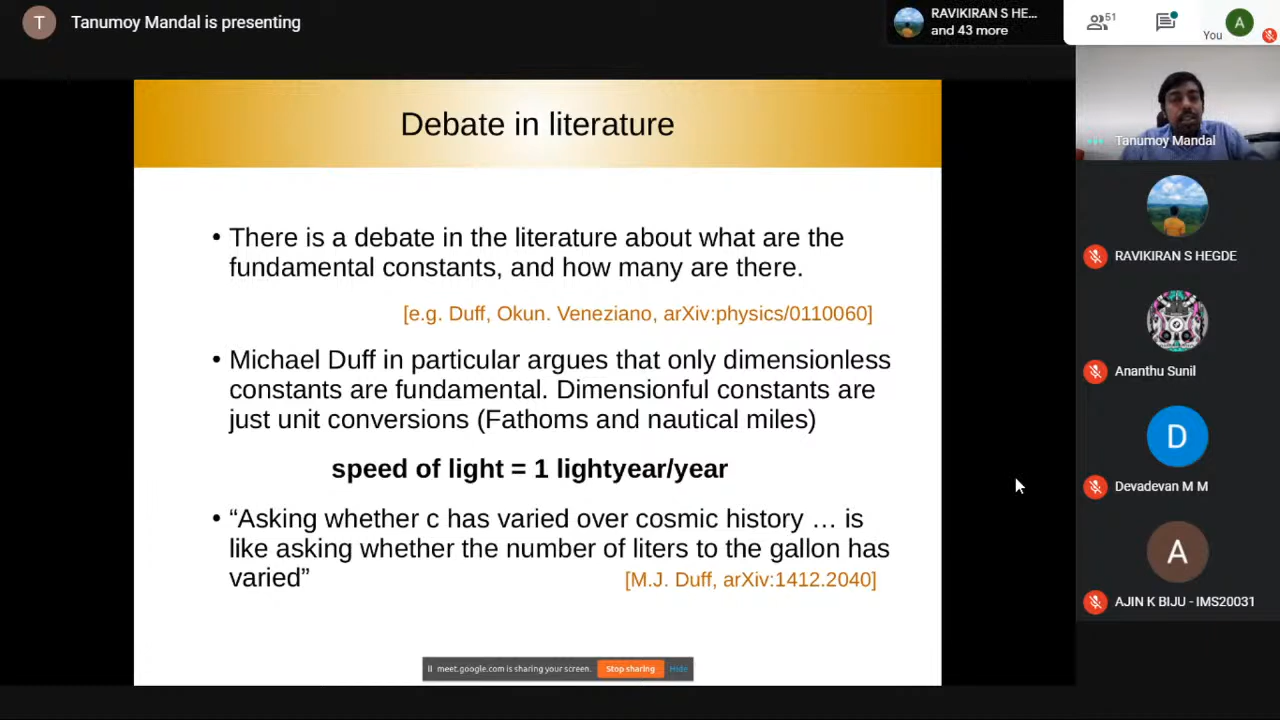 T
Tanumoy Mandal is presenting
RAVIKIRAN S HE...
and 43 more
51
You
A
Debate in literature
• There is a debate in the literature about what are the
fundamental constants, and how many are there.
[e.g. Duff, Okun. Veneziano, arXiv:physics/0110060]
• Michael Duff in particular argues that only dimensionless
constants are fundamental. Dimensionful constants are
just unit conversions (Fathoms and nautical miles)
speed of light = 1 lightyear/year
• “Asking whether c has varied over cosmic history … is
like asking whether the number of liters to the gallon has
varied”
[M.J. Duff, arXiv:1412.2040]
meet.google.com is sharing your screen.
Stop sharing
Hide
Tanumoy Mandal
RAVIKIRAN S HEGDE
Ananthu Sunil
D
Devadevan M M
A
AJIN K BIJU - IMS20031